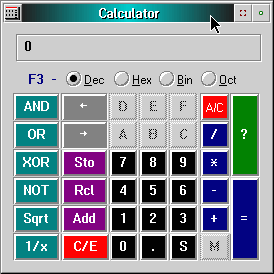 Calculator
0
F3 - Dec Hex Bin Oct
AND ← D E F A/C
OR → A B C / ?
XOR Sto 7 8 9 *
NOT Rcl 4 5 6 -
Sqrt Add 1 2 3 + =
1/x C/E 0 . S M